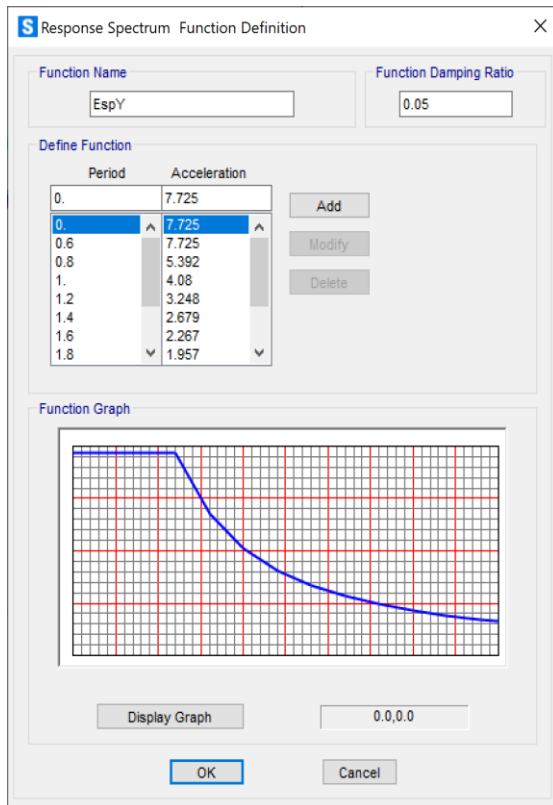 S Response Spectrum Function Definition
Function Name
Function Damping Ratio
EspY
0.05
Define Function
Period Acceleration
0. 7.725
Add
0. 7.725
0.6 7.725
Modify
0.8 5.392
1. 4.08
Delete
1.2 3.248
1.4 2.679
1.6 2.267
1.8 1.957
Function Graph
Display Graph
0.0,0.0
OK
Cancel